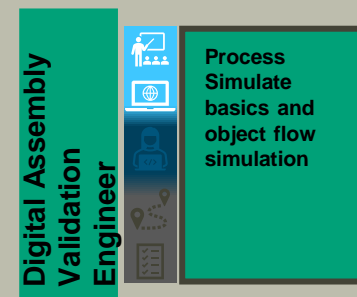 Digital Assembly
Validation
Engineer
Process
Simulate
basics and
object flow
simulation